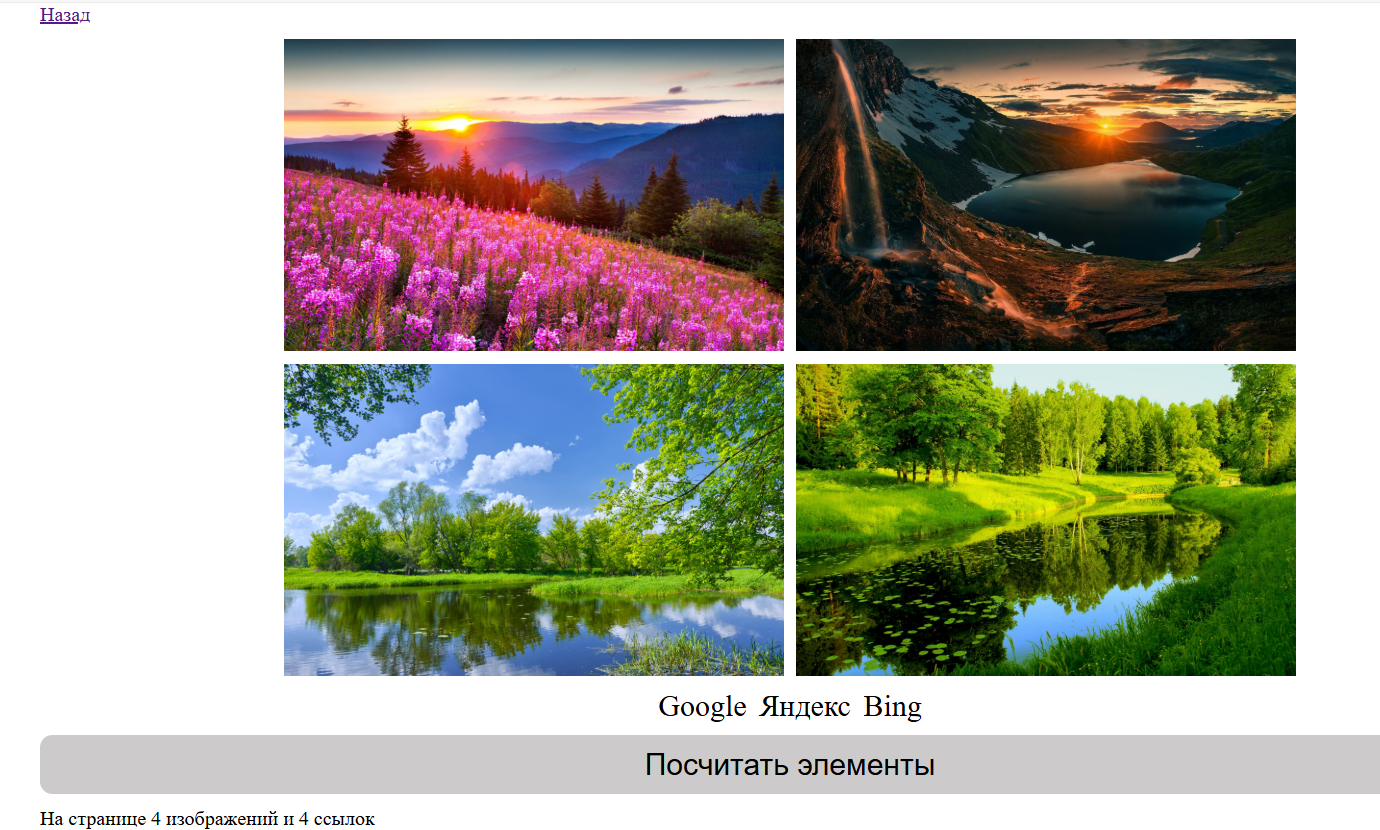 Назад
Google Яндекс Bing
Посчитать элементы
На странице 4 изображений и 4 ссылок